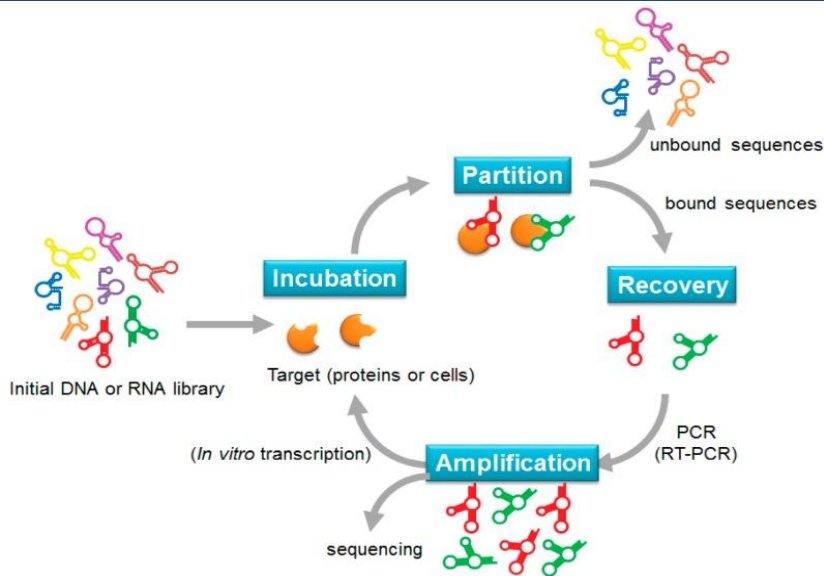 unbound sequences
Partition
bound sequences
Incubation
Recovery
Initial DNA or RNA library
Target (proteins or cells)
PCR
(RT-PCR)
(In vitro transcription)
Amplification
sequencing